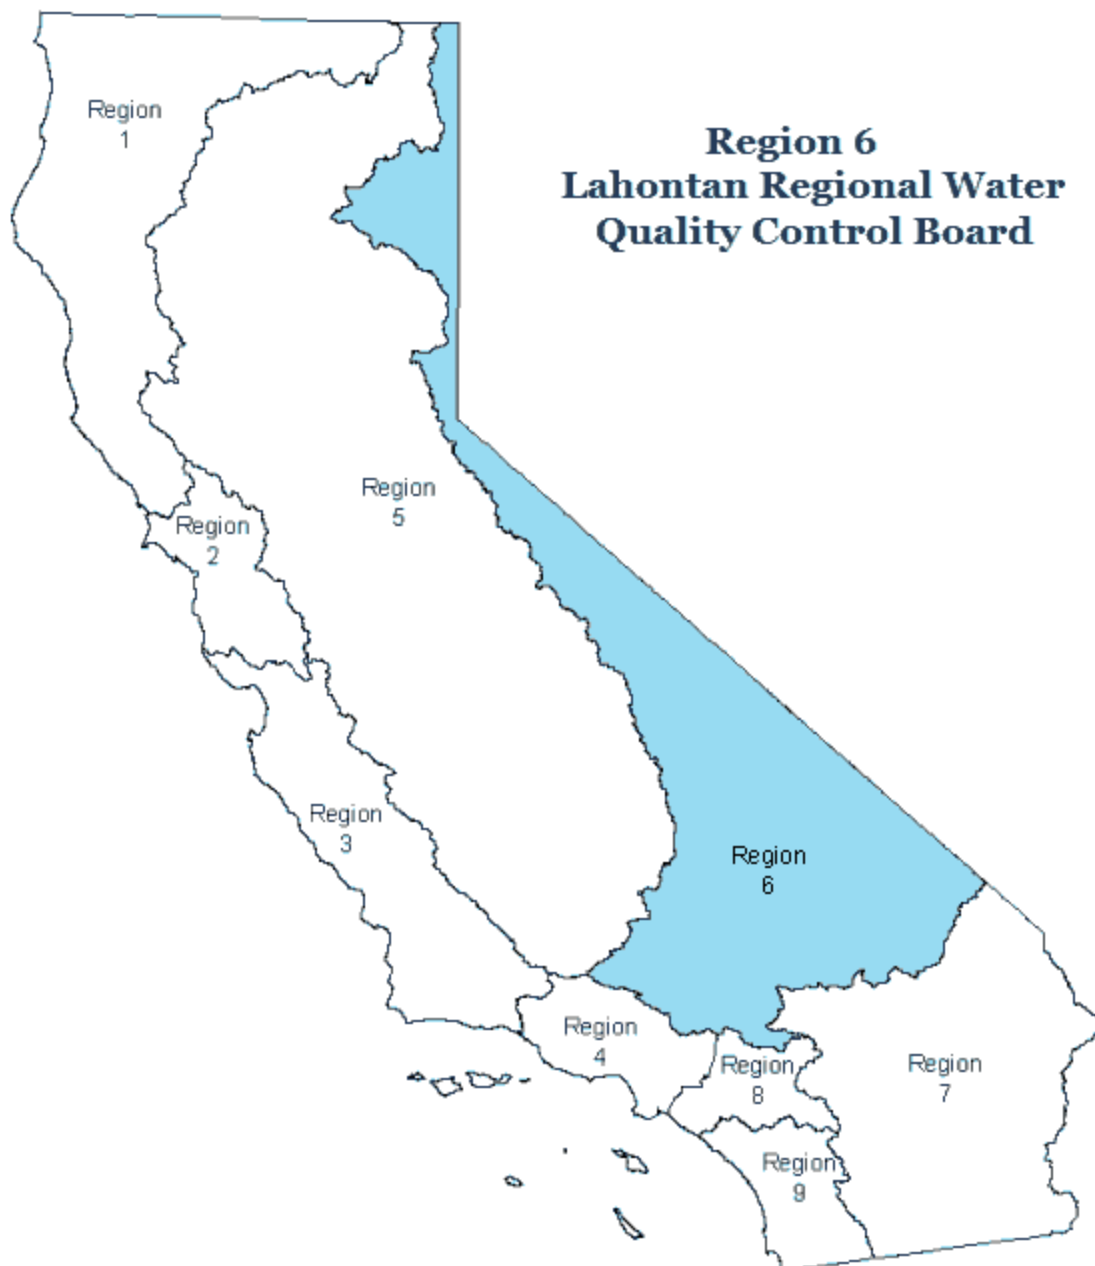 Region 6
Lahontan Regional Water
Quality Control Board
Region
1
Region
5
Region
2
Region
3
Region
6
Region
4
Region
8
Region
7
Region
9